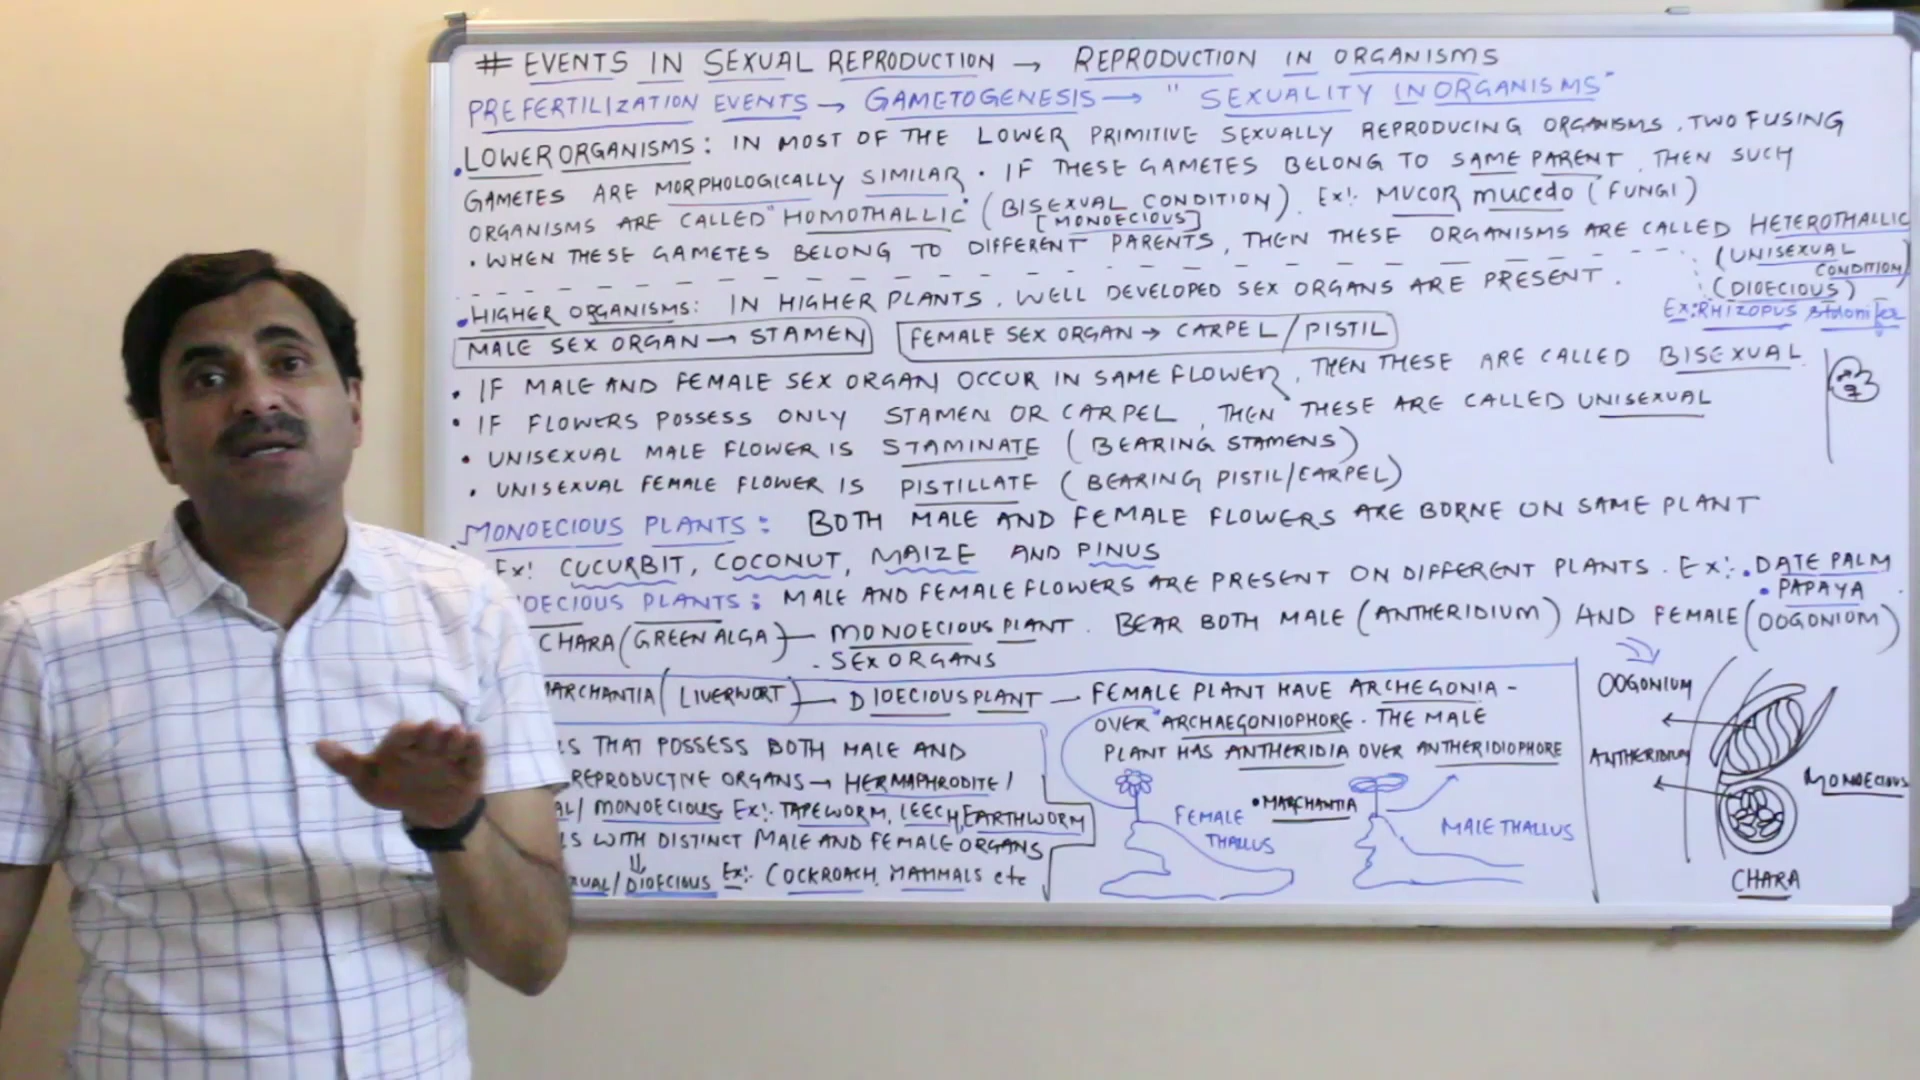 # EVENTS IN SEXUAL REPRODUCTION → REPRODUCTION IN ORGANISMS
PREFERTILIZATION EVENTS → GAMETOGENESIS → " SEXUALITY IN ORGANISMS"
• LOWER ORGANISMS : IN MOST OF THE LOWER PRIMITIVE SEXUALLY REPRODUCING ORGANISMS, TWO FUSING
GAMETES ARE MORPHOLOGICALLY SIMILAR • IF THESE GAMETES BELONG TO SAME PARENT, THEN SUCH
ORGANISMS ARE CALLED "HOMOTHALLIC" (BISEXUAL CONDITION). Ex: MUCOR mucedo (FUNGI)
[MONOECIOUS]
• WHEN THESE GAMETES BELONG TO DIFFERENT PARENTS, THEN THESE ORGANISMS ARE CALLED HETEROTHALLIC
(UNISEXUAL CONDITION)
(DIOECIOUS)
Ex: RHIZOPUS stolonifer
• HIGHER ORGANISMS: IN HIGHER PLANTS, WELL DEVELOPED SEX ORGANS ARE PRESENT.
MALE SEX ORGAN → STAMEN FEMALE SEX ORGAN → CARPEL / PISTIL
• IF MALE AND FEMALE SEX ORGAN OCCUR IN SAME FLOWER, THEN THESE ARE CALLED BISEXUAL.
• IF FLOWERS POSSESS ONLY STAMEN OR CARPEL, THEN THESE ARE CALLED UNISEXUAL
• UNISEXUAL MALE FLOWER IS STAMINATE (BEARING STAMENS)
• UNISEXUAL FEMALE FLOWER IS PISTILLATE (BEARING PISTIL/CARPEL)
MONOECIOUS PLANTS : BOTH MALE AND FEMALE FLOWERS ARE BORNE ON SAME PLANT
Ex! CUCURBIT, COCONUT, MAIZE AND PINUS
OECIOUS PLANTS : MALE AND FEMALE FLOWERS ARE PRESENT ON DIFFERENT PLANTS. Ex: • DATE PALM
• PAPAYA
CHARA (GREEN ALGA) — MONOECIOUS PLANT. BEAR BOTH MALE (ANTHERIDIUM) AND FEMALE (OOGONIUM)
SEX ORGANS
MARCHANTIA (LIVERWORT) — DIOECIOUS PLANT — FEMALE PLANT HAVE ARCHEGONIA -
OVER ARCHAEGONIOPHORE. THE MALE
PLANT HAS ANTHERIDIA OVER ANTHERIDIOPHORE
LS THAT POSSESS BOTH MALE AND
REPRODUCTIVE ORGANS → HERMAPHRODITE /
AL/ MONOECIOUS Ex! TAPEWORM, LEECH, EARTHWORM
LS WITH DISTINCT MALE AND FEMALE ORGANS
XUAL/DIOECIOUS Ex! COCKROACH, MAMMALS etc
FEMALE THALLUS
• MARCHANTIA
MALE THALLUS
OOGONIUM
ANTHERIDIUM
MONOECIOUS
CHARA